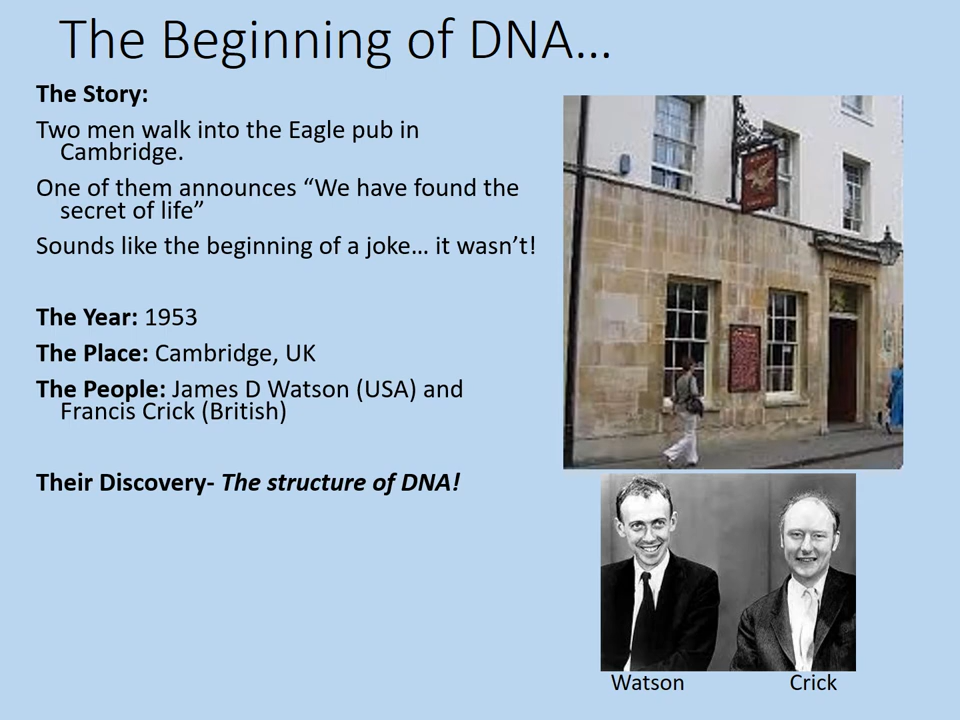 The Beginning of DNA...
The Story:
Two men walk into the Eagle pub in
Cambridge.
One of them announces “We have found the
secret of life”
Sounds like the beginning of a joke... it wasn’t!
The Year: 1953
The Place: Cambridge, UK
The People: James D Watson (USA) and
Francis Crick (British)
Their Discovery- The structure of DNA!
Watson
Crick